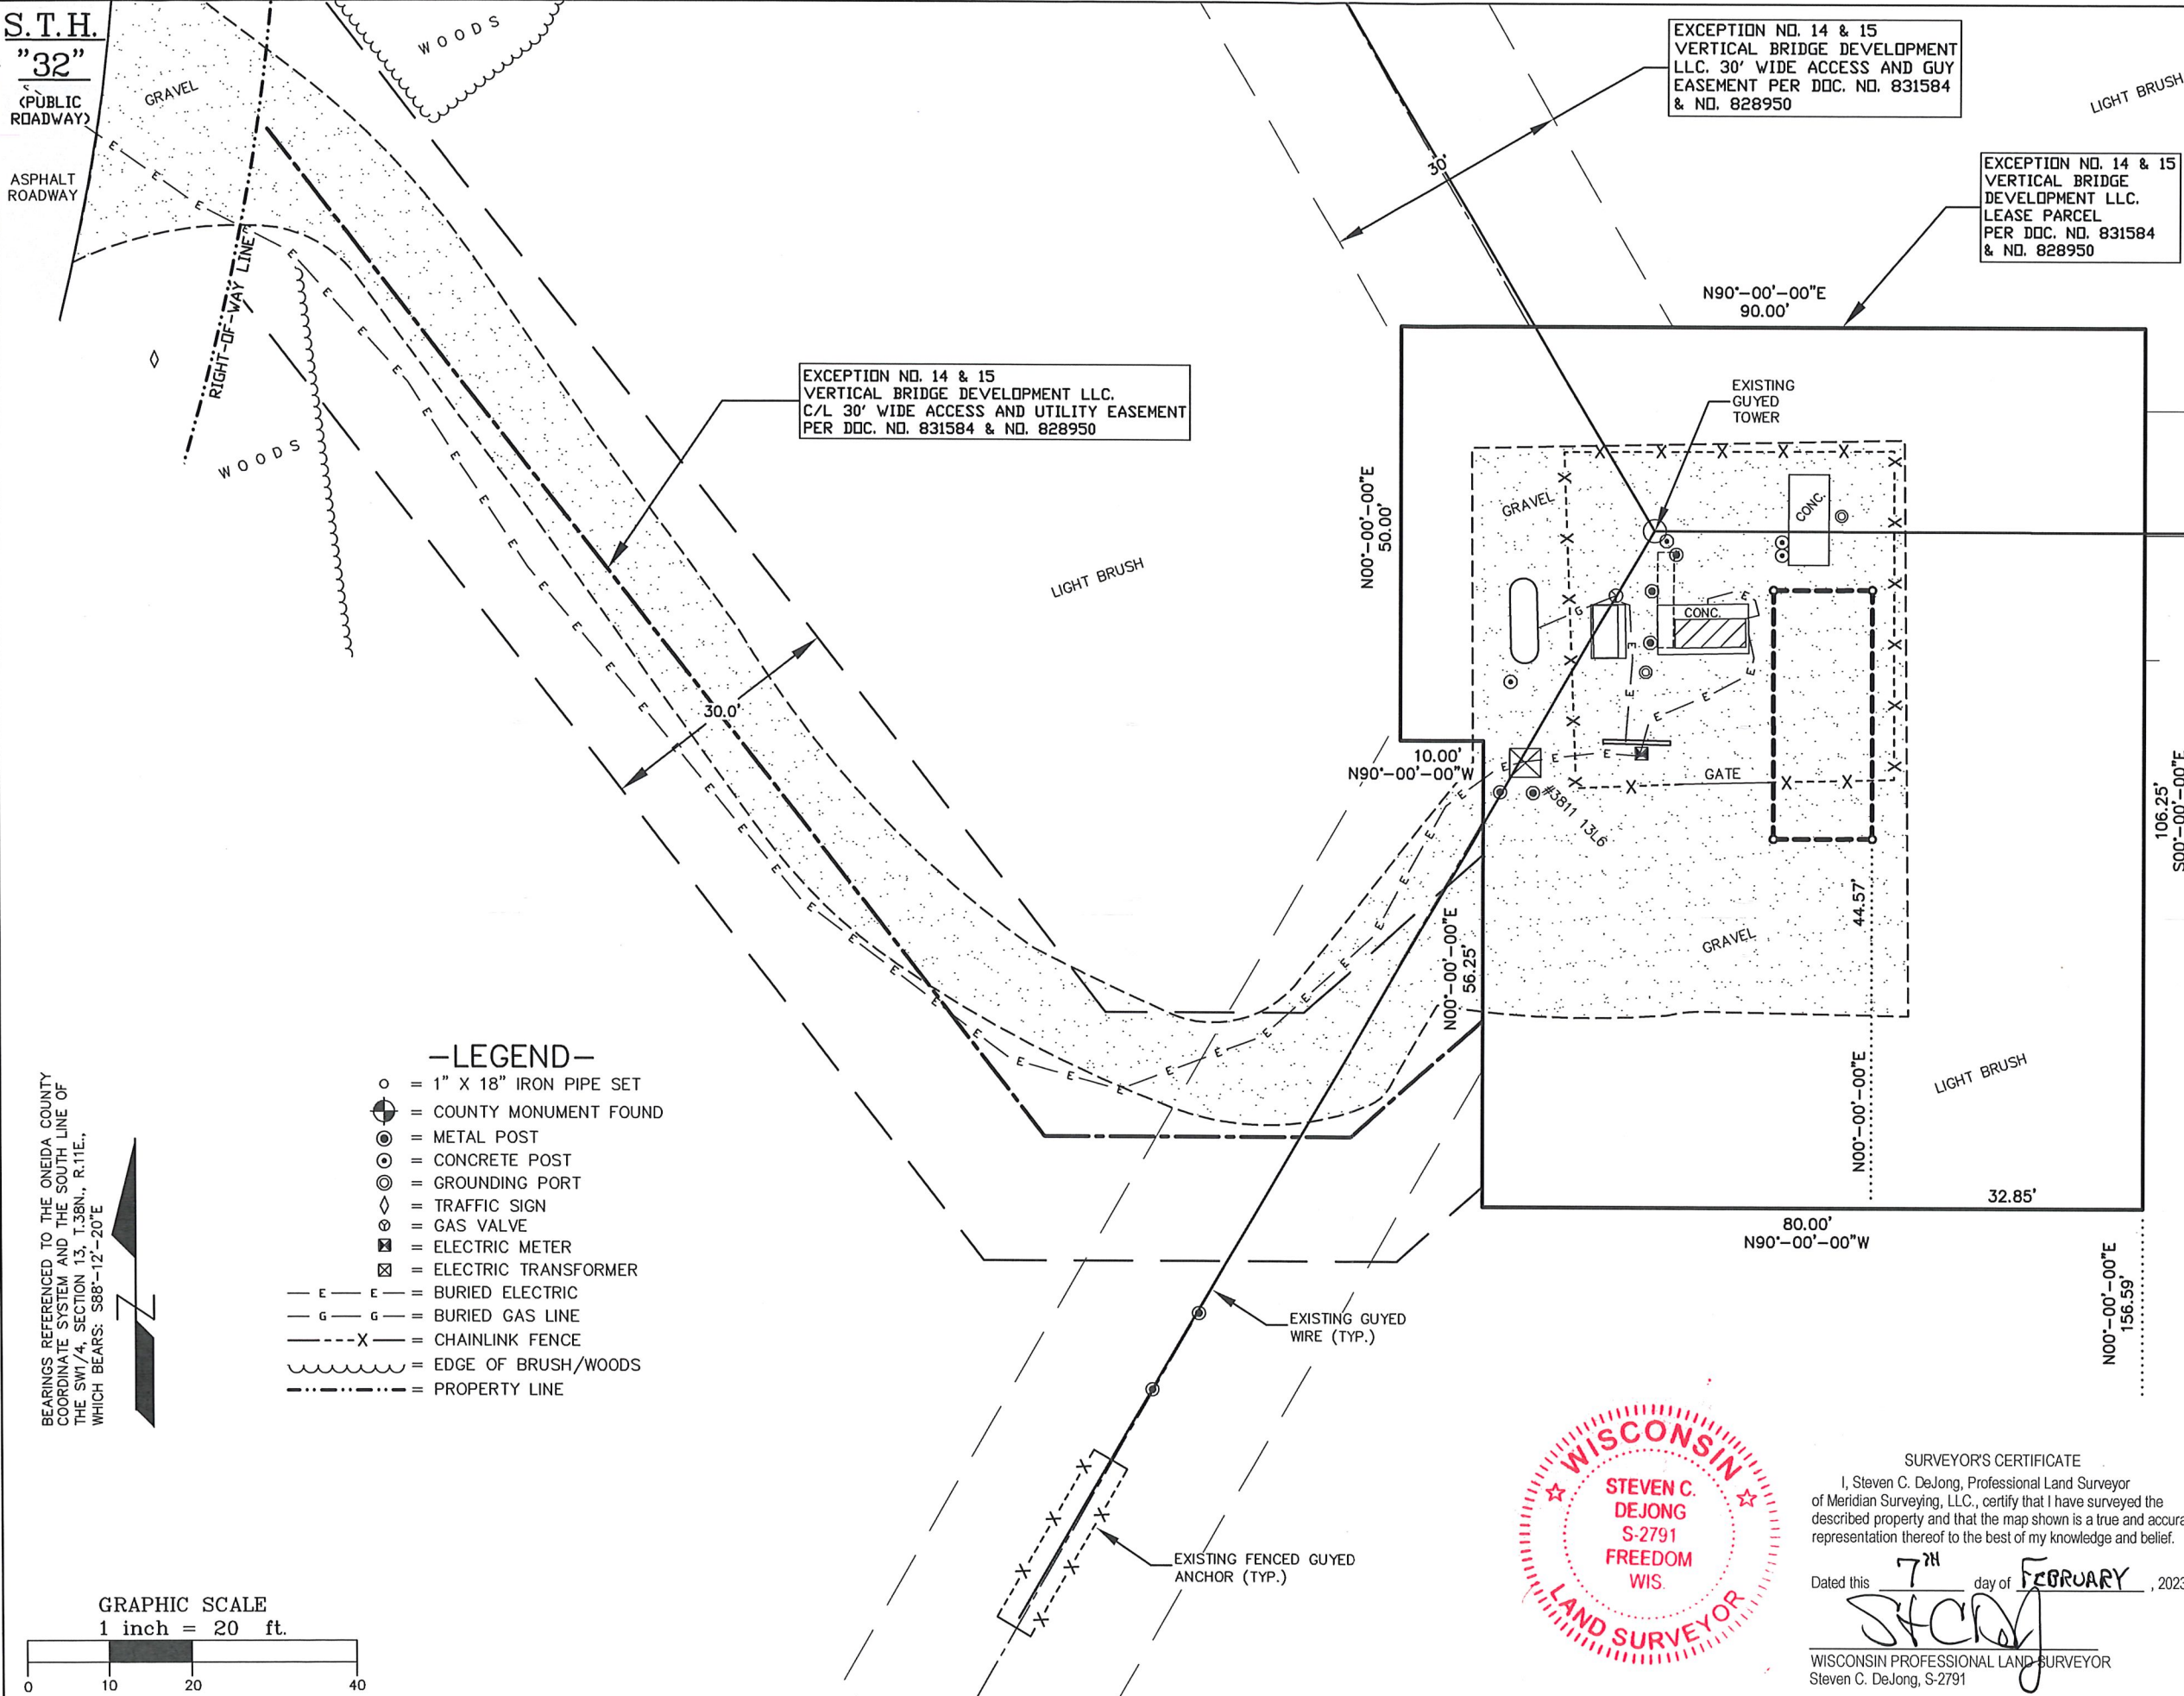 S.T.H.
"32"
(PUBLIC
ROADWAY)
ASPHALT
ROADWAY
GRAVEL
WOODS
RIGHT-OF-WAY LINE
WOODS
E E E
EXCEPTION NO. 14 & 15
VERTICAL BRIDGE DEVELOPMENT
LLC. 30' WIDE ACCESS AND GUY
EASEMENT PER DOC. NO. 831584
& NO. 828950
LIGHT BRUSH
30'
EXCEPTION NO. 14 & 15
VERTICAL BRIDGE
DEVELOPMENT LLC.
LEASE PARCEL
PER DOC. NO. 831584
& NO. 828950
N90°-00'-00"E
90.00'
EXCEPTION NO. 14 & 15
VERTICAL BRIDGE DEVELOPMENT LLC.
C/L 30' WIDE ACCESS AND UTILITY EASEMENT
PER DOC. NO. 831584 & NO. 828950
EXISTING
GUYED
TOWER
N00°-00'-00"E
50.00'
GRAVEL
CONC.
CONC.
G
LIGHT BRUSH
30.0'
10.00'
N90°-00'-00"W
GATE
#3811 13L6
106.25'
S00°-00'-00"E
N00°-00'-00"E
56.25'
44.57'
GRAVEL
N00°-00'-00"E
LIGHT BRUSH
32.85'
80.00'
N90°-00'-00"W
N00°-00'-00"E
156.59'
-LEGEND-
= 1" X 18" IRON PIPE SET
= COUNTY MONUMENT FOUND
= METAL POST
= CONCRETE POST
= GROUNDING PORT
= TRAFFIC SIGN
= GAS VALVE
= ELECTRIC METER
= ELECTRIC TRANSFORMER
E E = BURIED ELECTRIC
G G = BURIED GAS LINE
X = CHAINLINK FENCE
= EDGE OF BRUSH/WOODS
= PROPERTY LINE
BEARINGS REFERENCED TO THE ONEIDA COUNTY
COORDINATE SYSTEM AND THE SOUTH LINE OF
THE SW1/4, SECTION 13, T.38N., R.11E.,
WHICH BEARS: S88°-12'-20"E
N
EXISTING GUYED
WIRE (TYP.)
EXISTING FENCED GUYED
ANCHOR (TYP.)
GRAPHIC SCALE
1 inch = 20 ft.
0 10 20 40
WISCONSIN
STEVEN C.
DEJONG
S-2791
FREEDOM
WIS.
LAND SURVEYOR
SURVEYOR'S CERTIFICATE
I, Steven C. DeJong, Professional Land Surveyor
of Meridian Surveying, LLC., certify that I have surveyed the
described property and that the map shown is a true and accura
representation thereof to the best of my knowledge and belief.
Dated this 7TH day of FEBRUARY , 2023
WISCONSIN PROFESSIONAL LAND SURVEYOR
Steven C. DeJong, S-2791